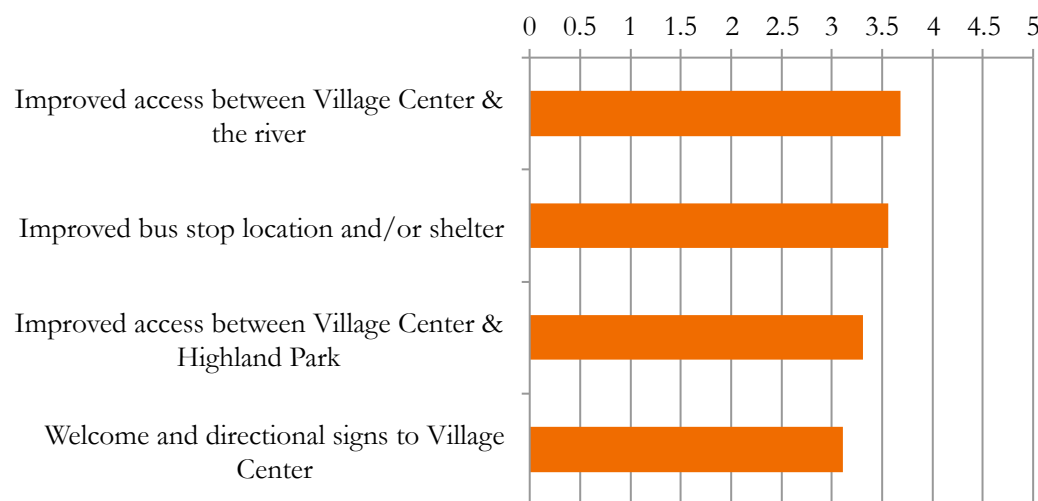 0 0.5 1 1.5 2 2.5 3 3.5 4 4.5 5
Improved access between Village Center &
the river
Improved bus stop location and/or shelter
Improved access between Village Center &
Highland Park
Welcome and directional signs to Village
Center